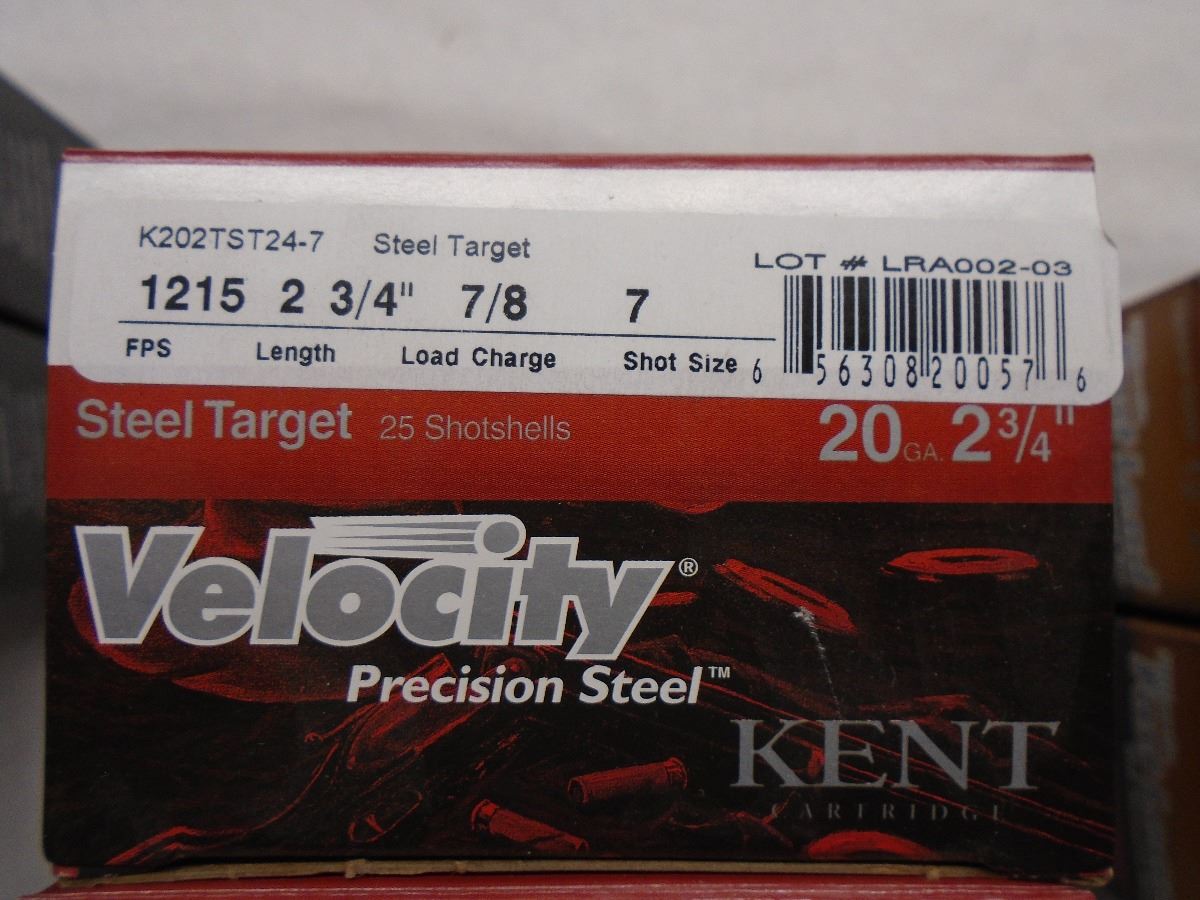 K202TST24-7 Steel Target
LOT # LRA002-03
1215 2 3/4" 7/8 7
FPS Length Load Charge Shot Size
6 56308 20057 6
Steel Target 25 Shotshells
20 GA. 2 3/4"
Velocity®
Precision Steel™
KENT
CARTRIDGE